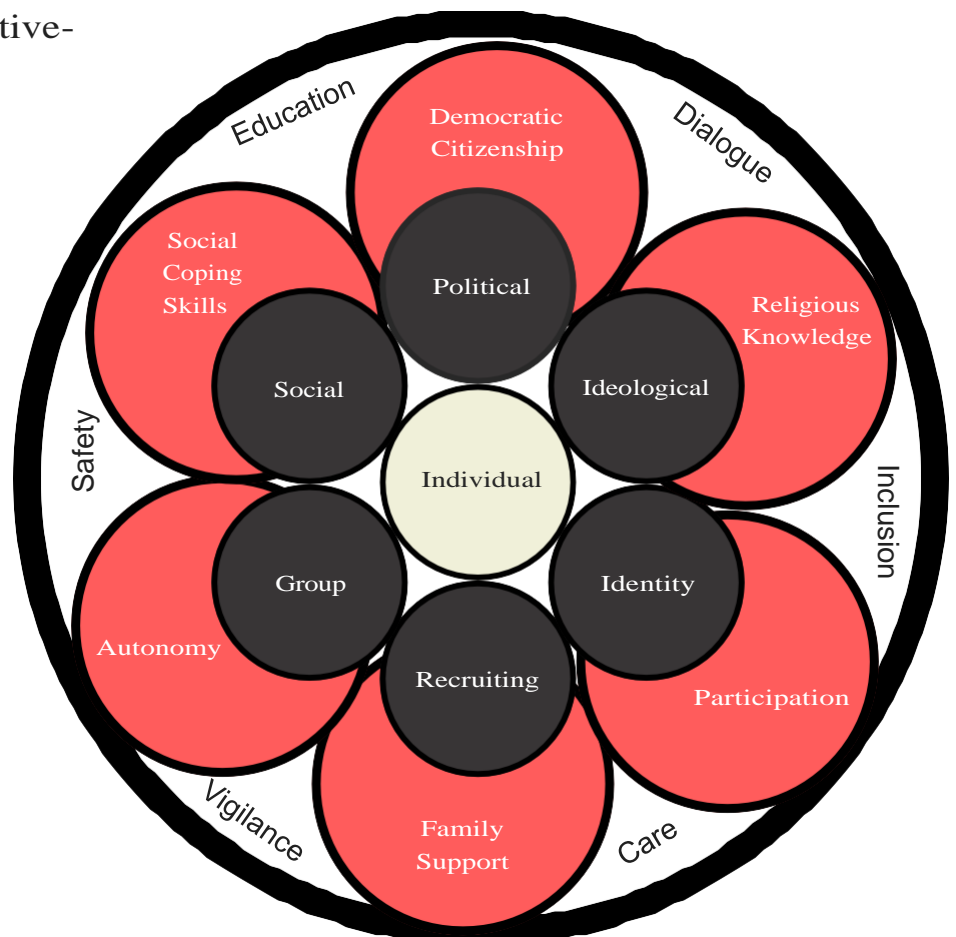 tive-
Education
Dialogue
Democratic
Citizenship
Social
Coping
Skills
Political
Religious
Knowledge
Social
Ideological
Safety
Individual
Inclusion
Group
Identity
Autonomy
Recruiting
Participation
Vigilance
Family
Support
Care